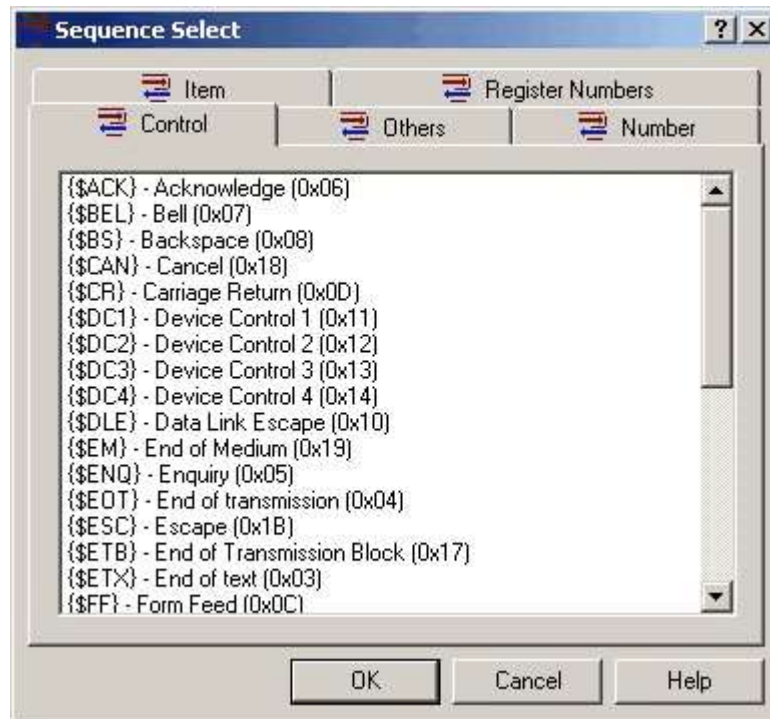 Sequence Select
Item
Register Numbers
Control
Others
Number
{$ACK} - Acknowledge (0x06)
{$BEL} - Bell (0x07)
{$BS} - Backspace (0x08)
{$CAN} - Cancel (0x18)
{$CR} - Carriage Return (0x0D)
{$DC1} - Device Control 1 (0x11)
{$DC2} - Device Control 2 (0x12)
{$DC3} - Device Control 3 (0x13)
{$DC4} - Device Control 4 (0x14)
{$DLE} - Data Link Escape (0x10)
{$EM} - End of Medium (0x19)
{$ENQ} - Enquiry (0x05)
{$EOT} - End of transmission (0x04)
{$ESC} - Escape (0x1B)
{$ETB} - End of Transmission Block (0x17)
{$ETX} - End of text (0x03)
{$FF} - Form Feed (0x0C)
OK
Cancel
Help